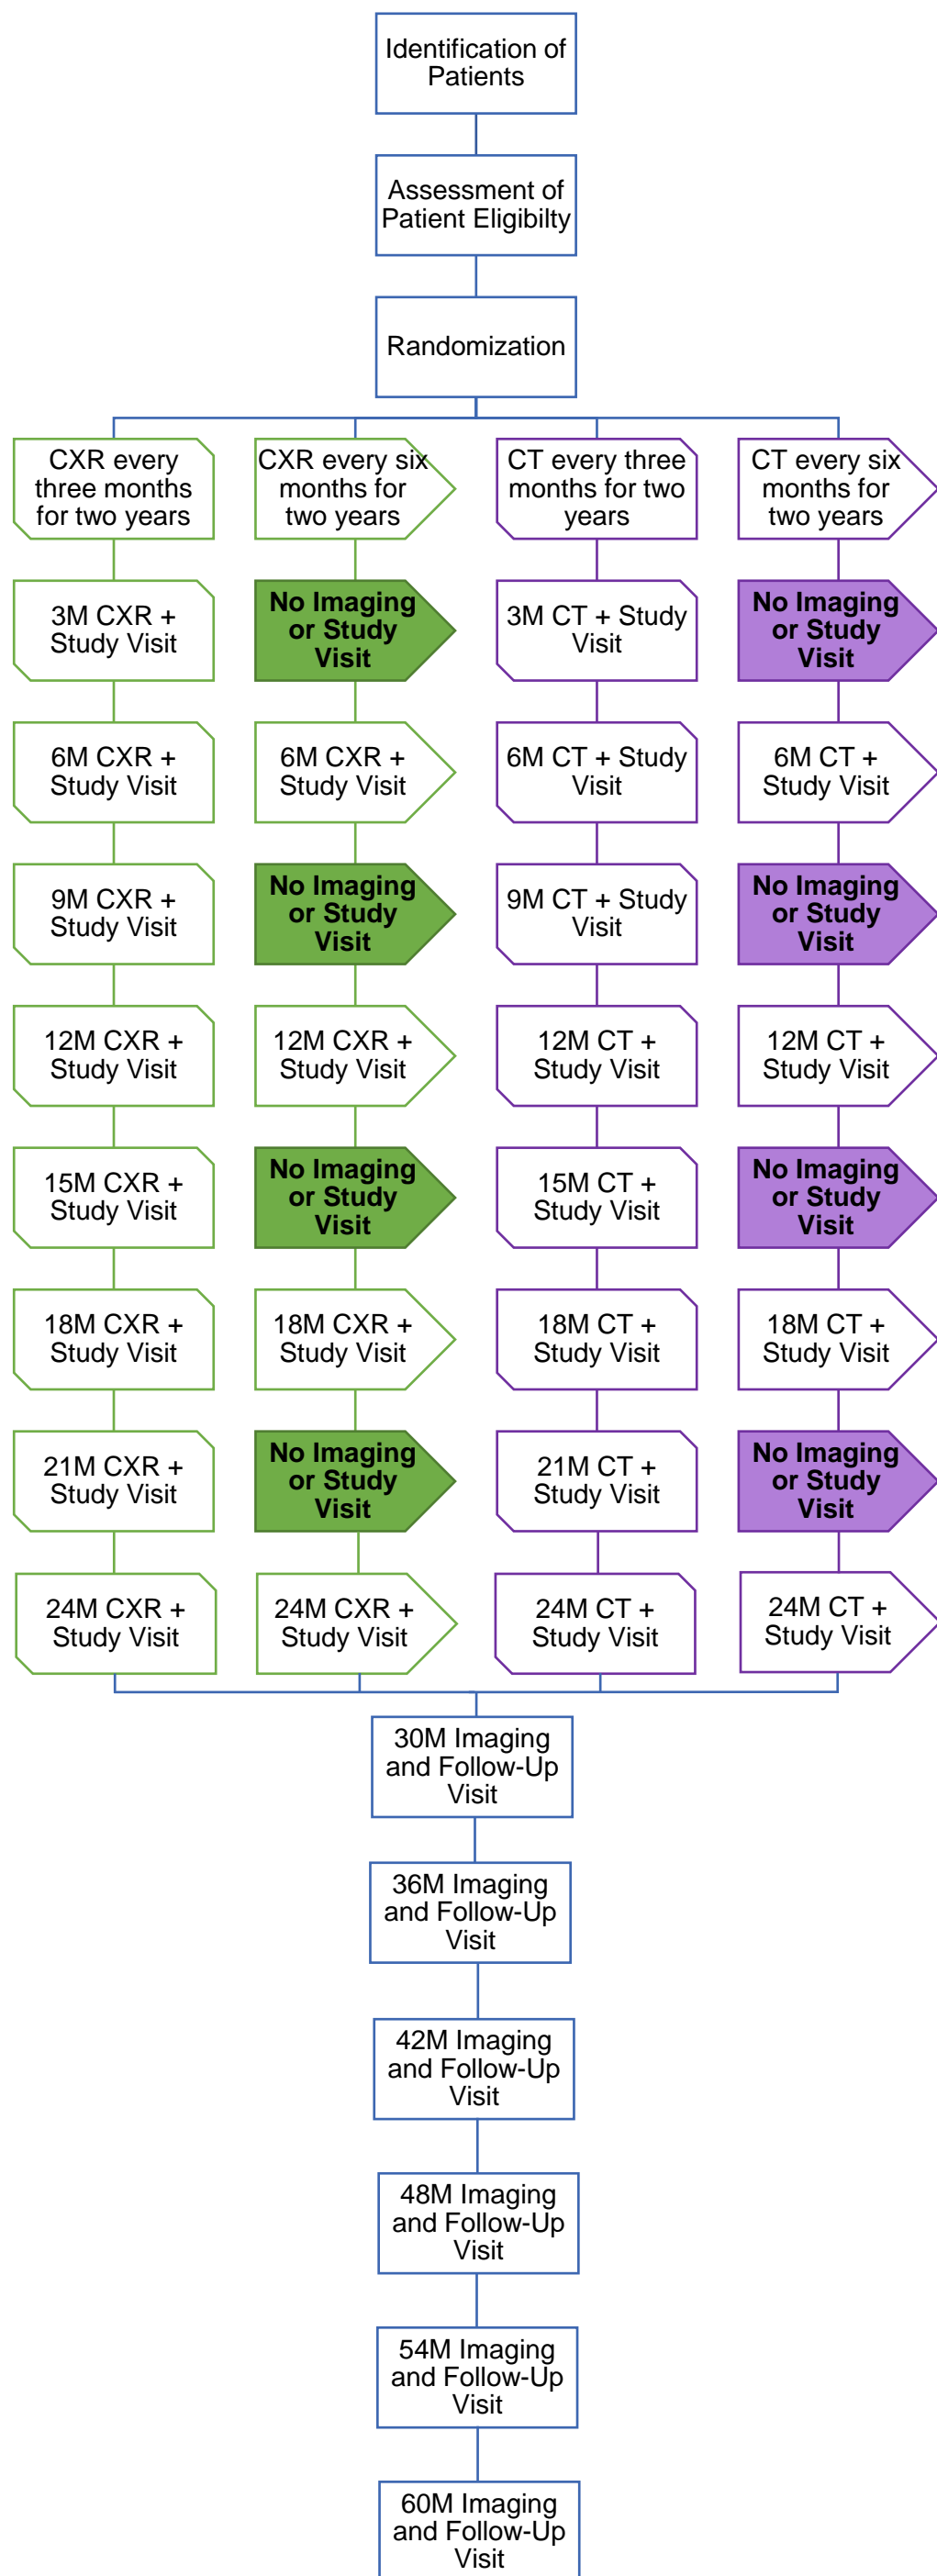 Identification of
Patients
Assessment of
Patient Eligibilty
Randomization
CXR every
three months
for two years
CXR every six
months for
two years
CT every three
months for two
years
CT every six
months for
two years
3M CXR +
Study Visit
No Imaging
or Study
Visit
3M CT + Study
Visit
No Imaging
or Study
Visit
6M CXR +
Study Visit
6M CXR +
Study Visit
6M CT + Study
Visit
6M CT +
Study Visit
9M CXR +
Study Visit
No Imaging
or Study
Visit
9M CT + Study
Visit
No Imaging
or Study
Visit
12M CXR +
Study Visit
12M CXR +
Study Visit
12M CT +
Study Visit
12M CT +
Study Visit
15M CXR +
Study Visit
No Imaging
or Study
Visit
15M CT +
Study Visit
No Imaging
or Study
Visit
18M CXR +
Study Visit
18M CXR +
Study Visit
18M CT +
Study Visit
18M CT +
Study Visit
21M CXR +
Study Visit
No Imaging
or Study
Visit
21M CT +
Study Visit
No Imaging
or Study
Visit
24M CXR +
Study Visit
24M CXR +
Study Visit
24M CT +
Study Visit
24M CT +
Study Visit
30M Imaging
and Follow-Up
Visit
36M Imaging
and Follow-Up
Visit
42M Imaging
and Follow-Up
Visit
48M Imaging
and Follow-Up
Visit
54M Imaging
and Follow-Up
Visit
60M Imaging
and Follow-Up
Visit